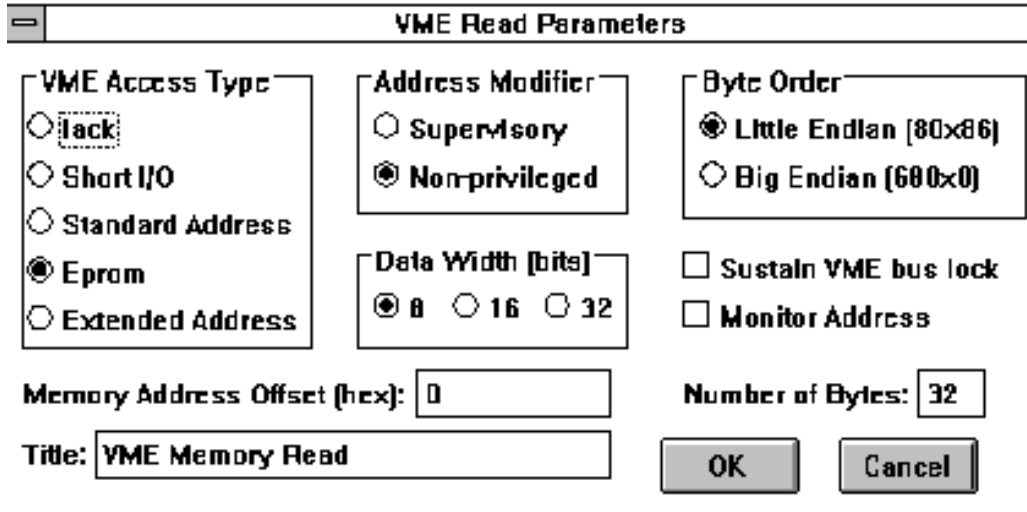 VME Read Parameters
VME Access Type
Iack
Short I/O
Standard Address
Eprom
Extended Address
Address Modifier
Supervisory
Non-privileged
Data Width (bits)
8 16 32
Byte Order
Little Endian (80x86)
Big Endian (680x0)
Sustain VME bus lock
Monitor Address
Memory Address Offset (hex): 0
Number of Bytes: 32
Title: VME Memory Read
OK Cancel